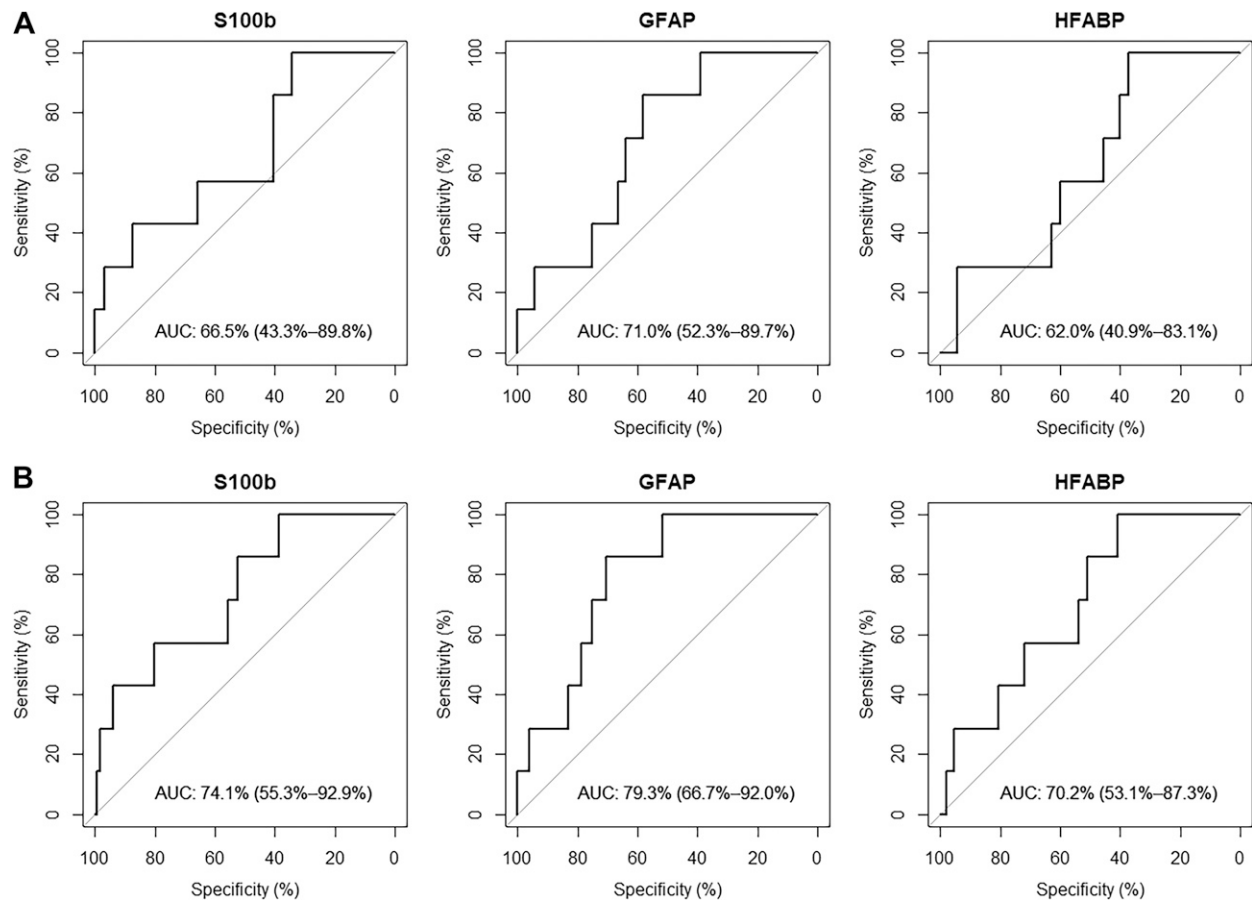 A
S100b
GFAP
HFABP
Sensitivity (%)
100
80
60
40
20
0
AUC: 66.5% (43.3%–89.8%)
100 80 60 40 20 0
Specificity (%)
Sensitivity (%)
100
80
60
40
20
0
AUC: 71.0% (52.3%–89.7%)
100 80 60 40 20 0
Specificity (%)
Sensitivity (%)
100
80
60
40
20
0
AUC: 62.0% (40.9%–83.1%)
100 80 60 40 20 0
Specificity (%)
B
S100b
GFAP
HFABP
Sensitivity (%)
100
80
60
40
20
0
AUC: 74.1% (55.3%–92.9%)
100 80 60 40 20 0
Specificity (%)
Sensitivity (%)
100
80
60
40
20
0
AUC: 79.3% (66.7%–92.0%)
100 80 60 40 20 0
Specificity (%)
Sensitivity (%)
100
80
60
40
20
0
AUC: 70.2% (53.1%–87.3%)
100 80 60 40 20 0
Specificity (%)